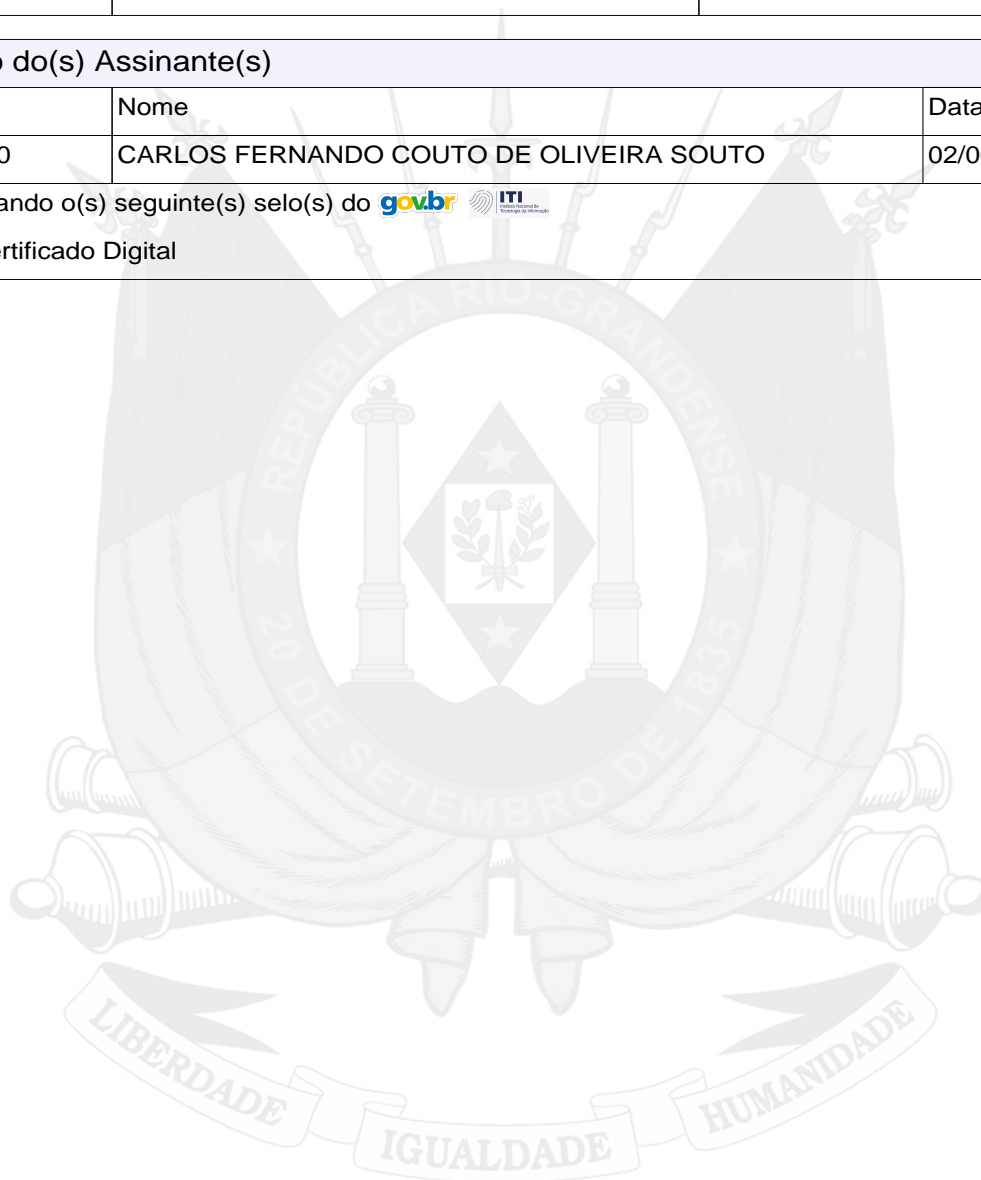 o do(s) Assinante(s)
Nome Data
0 CARLOS FERNANDO COUTO DE OLIVEIRA SOUTO 02/0
ando o(s) seguinte(s) selo(s) do gov.br ITI
rtificado Digital
REPÚBLICA RIO-GRANDENSE
20 DE SETEMBRO DE 1835
LIBERDADE IGUALDADE HUMANIDADE